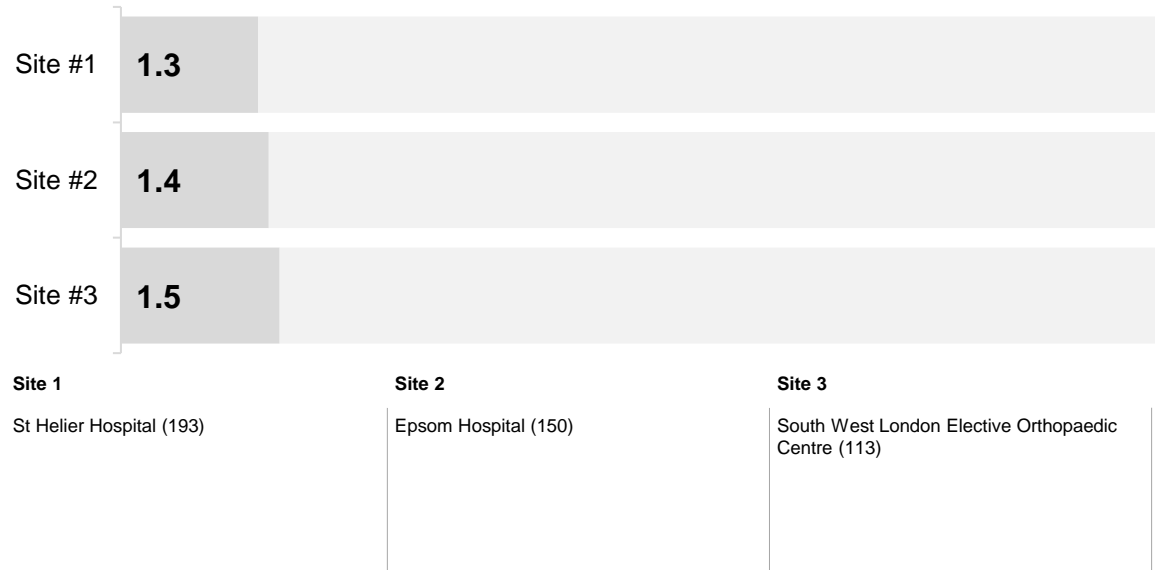 Site #1 1.3
Site #2 1.4
Site #3 1.5
Site 1
St Helier Hospital (193)
Site 2
Epsom Hospital (150)
Site 3
South West London Elective Orthopaedic
Centre (113)